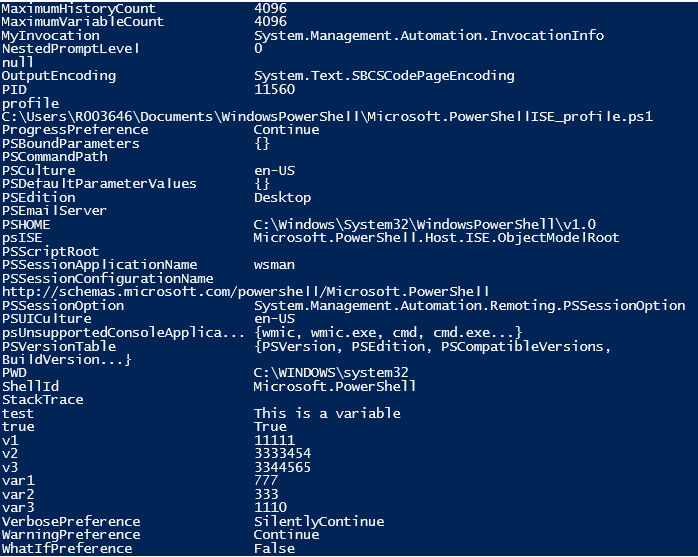 MaximumHistoryCount 4096
MaximumVariableCount 4096
MyInvocation System.Management.Automation.InvocationInfo
NestedPromptLevel 0
null
OutputEncoding System.Text.SBCSCodePageEncoding
PID 11560
profile
C:\Users\R003646\Documents\WindowsPowerShell\Microsoft.PowerShellISE_profile.ps1
ProgressPreference Continue
PSBoundParameters {}
PSCommandPath
PSCulture en-US
PSDefaultParameterValues {}
PSEdition Desktop
PSEmailServer
PSHOME C:\Windows\System32\WindowsPowerShell\v1.0
psISE Microsoft.PowerShell.Host.ISE.ObjectModelRoot
PSScriptRoot
PSSessionApplicationName wsman
PSSessionConfigurationName
http://schemas.microsoft.com/powershell/Microsoft.PowerShell
PSSessionOption System.Management.Automation.Remoting.PSSessionOption
PSUICulture en-US
psUnsupportedConsoleApplica... {wmic, wmic.exe, cmd, cmd.exe...}
PSVersionTable {PSVersion, PSEdition, PSCompatibleVersions,
BuildVersion...}
PWD C:\WINDOWS\system32
ShellId Microsoft.PowerShell
StackTrace
test This is a variable
true True
v1 11111
v2 3333454
v3 3344565
var1 777
var2 333
var3 1110
VerbosePreference SilentlyContinue
WarningPreference Continue
WhatIfPreference False